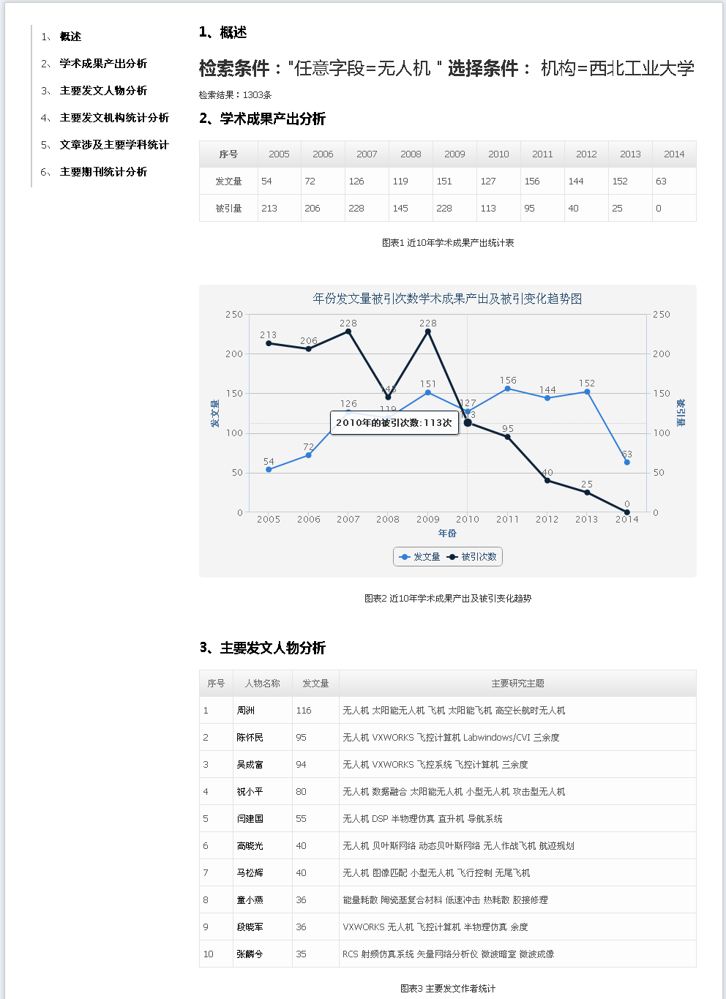 1、 概述
2、 学术成果产出分析
3、 主要发文人物分析
4、 主要发文机构统计分析
5、 文章涉及主要学科统计
6、 主要期刊统计分析
1、概述
检索条件："任意字段=无人机 " 选择条件： 机构=西北工业大学
检索结果：1303条
2、学术成果产出分析
序号 2005 2006 2007 2008 2009 2010 2011 2012 2013 2014
发文量 54 72 126 119 151 127 156 144 152 63
被引量 213 206 228 145 228 113 95 40 25 0
图表1 近10年学术成果产出统计表
年份发文量被引次数学术成果产出及被引变化趋势图
250 250
228 228
213 206
200 200
156 151 152
150 145 144 150
发文量 126 119 127 被引量
2010年的被引次数:113次
100 95 100
72
54 63
50 40 50
25
0 0 0
2005 2006 2007 2008 2009 2010 2011 2012 2013 2014
年份
发文量 被引次数
图表2 近10年学术成果产出及被引变化趋势
3、主要发文人物分析
序号 人物名称 发文量 主要研究主题
1 周洲 116 无人机 太阳能无人机 飞机 太阳能飞机 高空长航时无人机
2 陈怀民 95 无人机 VXWORKS 飞控计算机 Labwindows/CVI 三余度
3 吴成富 94 无人机 VXWORKS 飞控系统 飞控计算机 三余度
4 祝小平 80 无人机 数据融合 太阳能无人机 小型无人机 攻击型无人机
5 闫建国 55 无人机 DSP 半物理仿真 直升机 导航系统
6 高晓光 40 无人机 贝叶斯网络 动态贝叶斯网络 无人作战飞机 航迹规划
7 马松辉 40 无人机 图像匹配 小型无人机 飞行控制 无尾飞机
8 童小燕 36 能量耗散 陶瓷基复合材料 低速冲击 热耗散 胶接修理
9 段晓军 36 VXWORKS 无人机 飞控计算机 半物理仿真 余度
10 张麟兮 35 RCS 射频仿真系统 矢量网络分析仪 微波暗室 微波成像
图表3 主要发文作者统计